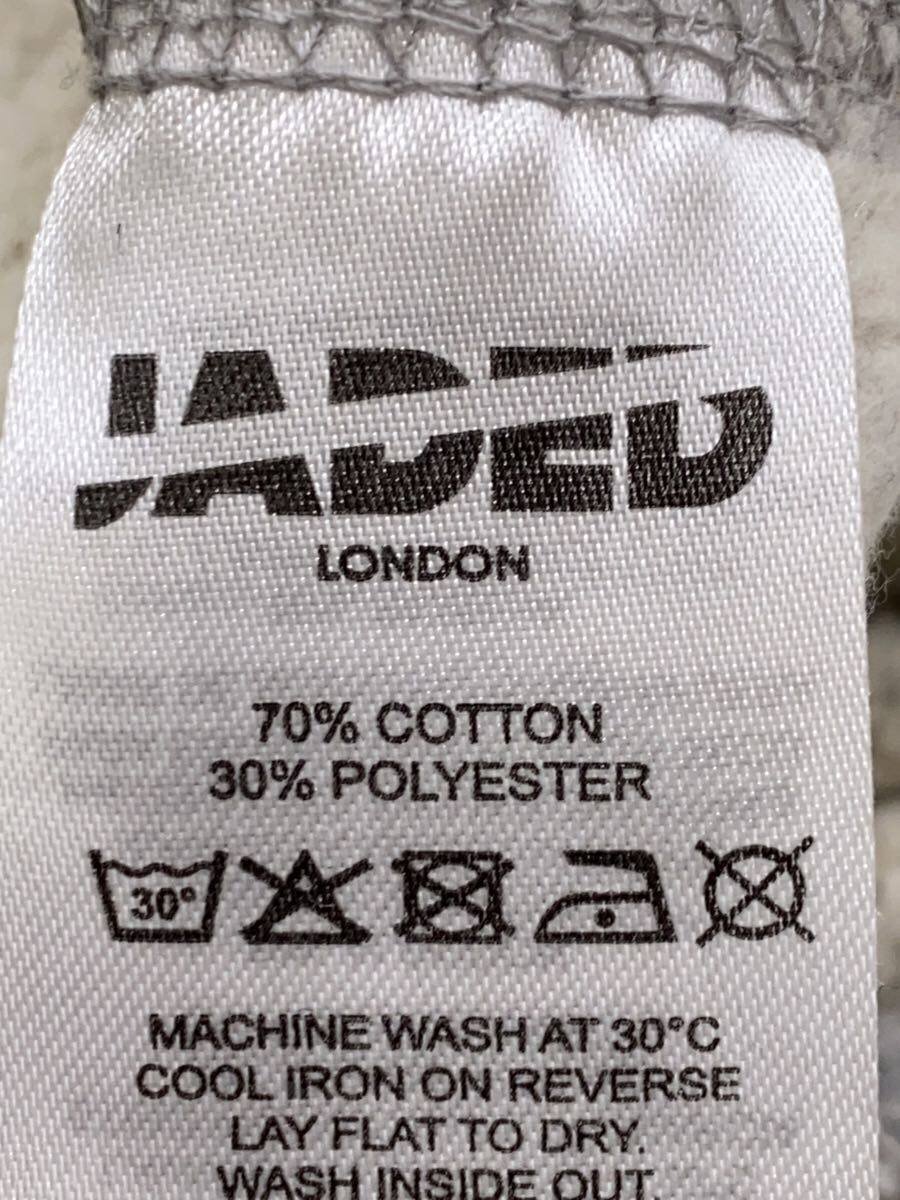 JADED
LONDON
70% COTTON
30% POLYESTER
30°
MACHINE WASH AT 30°C
COOL IRON ON REVERSE
LAY FLAT TO DRY.
WASH INSIDE OUT